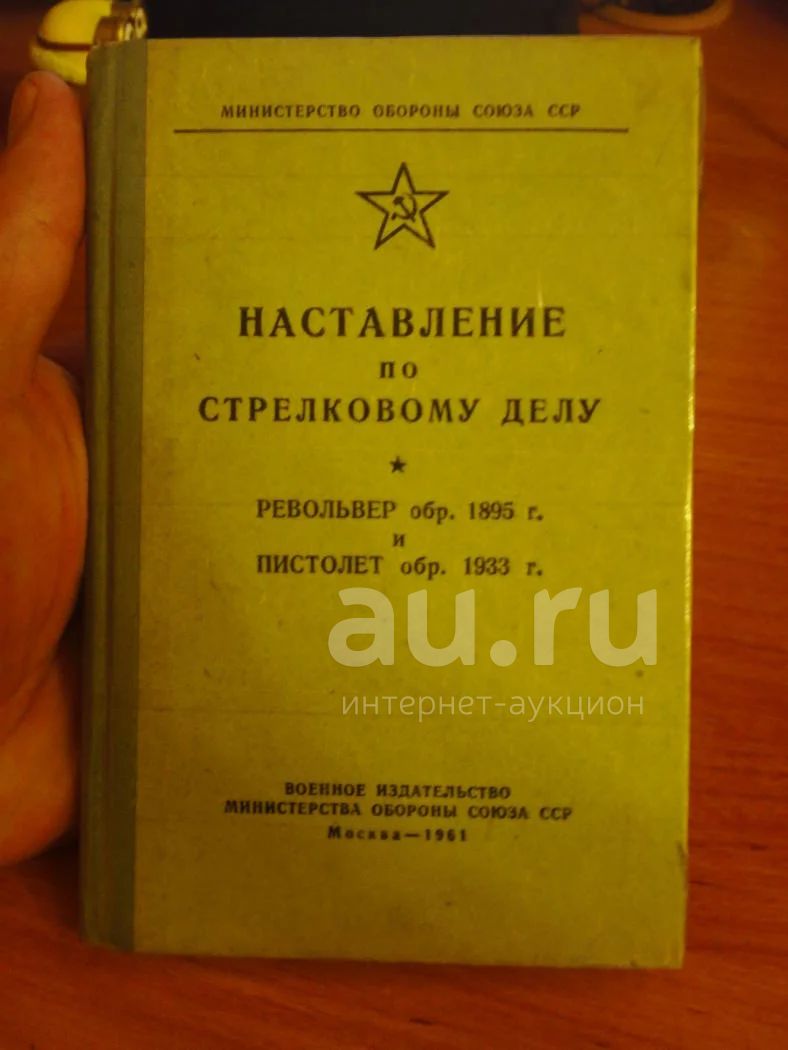 МИНИСТЕРСТВО ОБОРОНЫ СОЮЗА ССР
НАСТАВЛЕНИЕ
ПО
СТРЕЛКОВОМУ ДЕЛУ
РЕВОЛЬВЕР обр. 1895 г.
и
ПИСТОЛЕТ обр. 1933 г.
au.ru
интернет-аукцион
ВОЕННОЕ ИЗДАТЕЛЬСТВО
МИНИСТЕРСТВА ОБОРОНЫ СОЮЗА ССР
Москва—1961